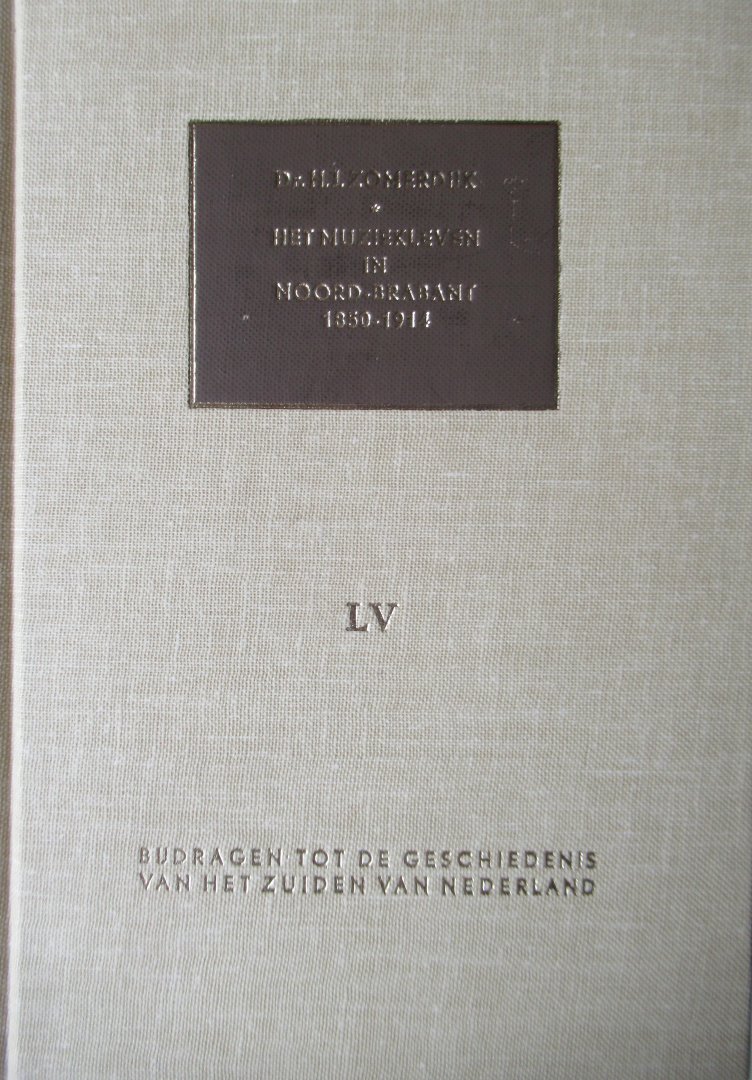 Dr. H.J. ZOMERDIJK
*
HET MUZIEKLEVEN
IN
NOORD-BRABANT
1850-1914
LV
BIJDRAGEN TOT DE GESCHIEDENIS
VAN HET ZUIDEN VAN NEDERLAND